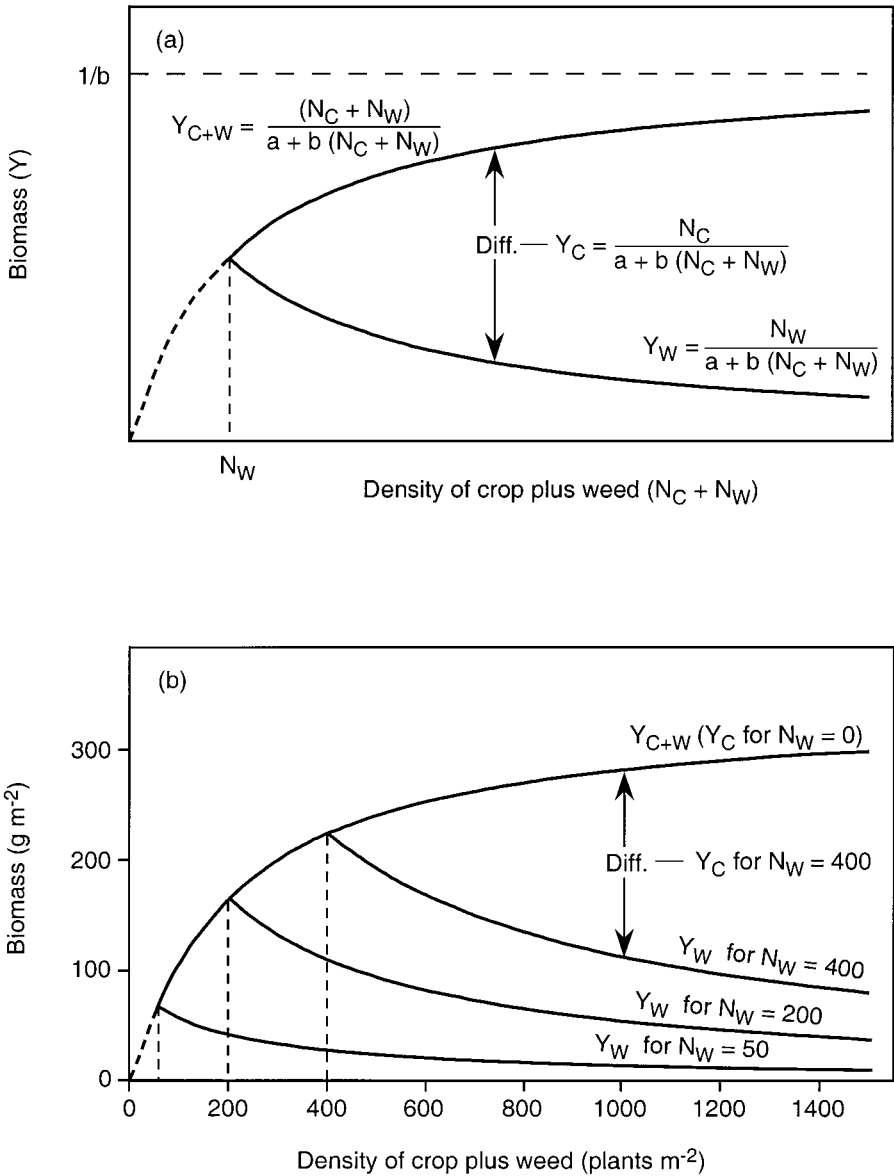 (a)
1/b
Y_{C+W} = (N_C + N_W) / a + b (N_C + N_W)
Diff. — Y_C = N_C / a + b (N_C + N_W)
Y_W = N_W / a + b (N_C + N_W)
Biomass (Y)
N_W
Density of crop plus weed (N_C + N_W)
(b)
Y_{C+W} (Y_C for N_W = 0)
300
200
100
0
Diff. — Y_C for N_W = 400
Y_W for N_W = 400
Y_W for N_W = 200
Y_W for N_W = 50
Biomass (g m^{-2})
0 200 400 600 800 1000 1200 1400
Density of crop plus weed (plants m^{-2})